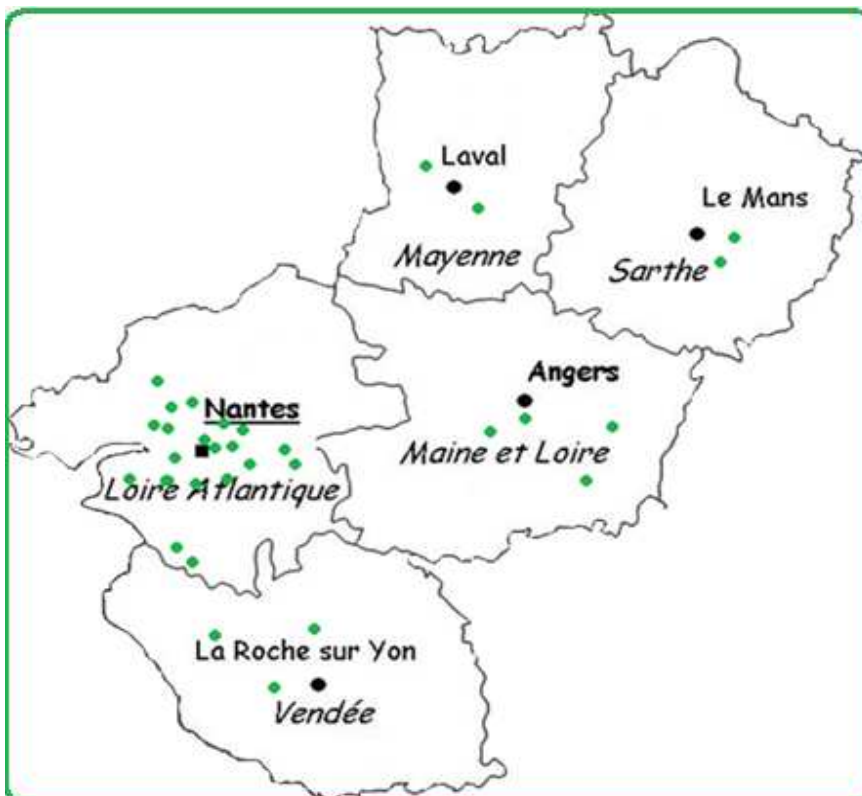 Laval
Le Mans
Mayenne
Sarthe
Angers
Nantes
Maine et Loire
Loire Atlantique
La Roche sur Yon
Vendée